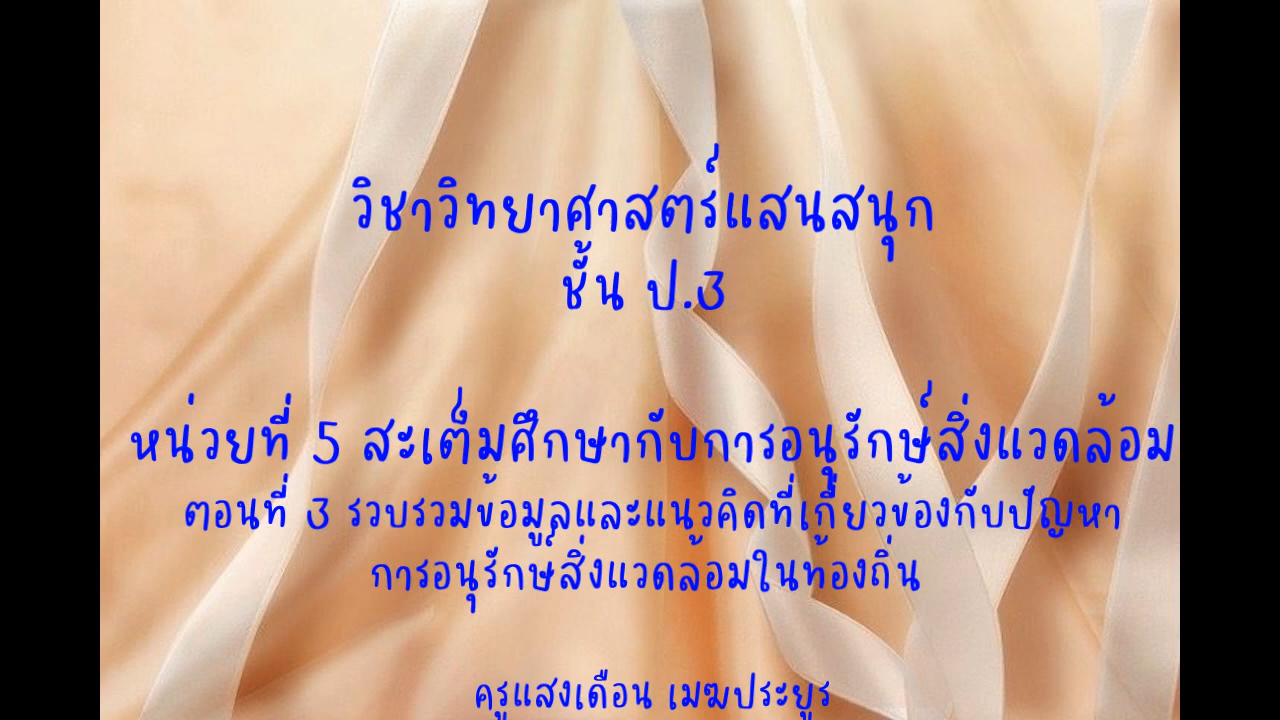 วิชาวิทยาศาสตร์แสนสนุก
ชั้น ป.3
หน่วยที่ 5 สะเต็มศึกษากับการอนุรักษ์สิ่งแวดล้อม
ตอนที่ 3 รวบรวมข้อมูลและแนวคิดที่เกี่ยวข้องกับปัญหา
การอนุรักษ์สิ่งแวดล้อมในท้องถิ่น
ครูแสงเดือน เมฆประยูร